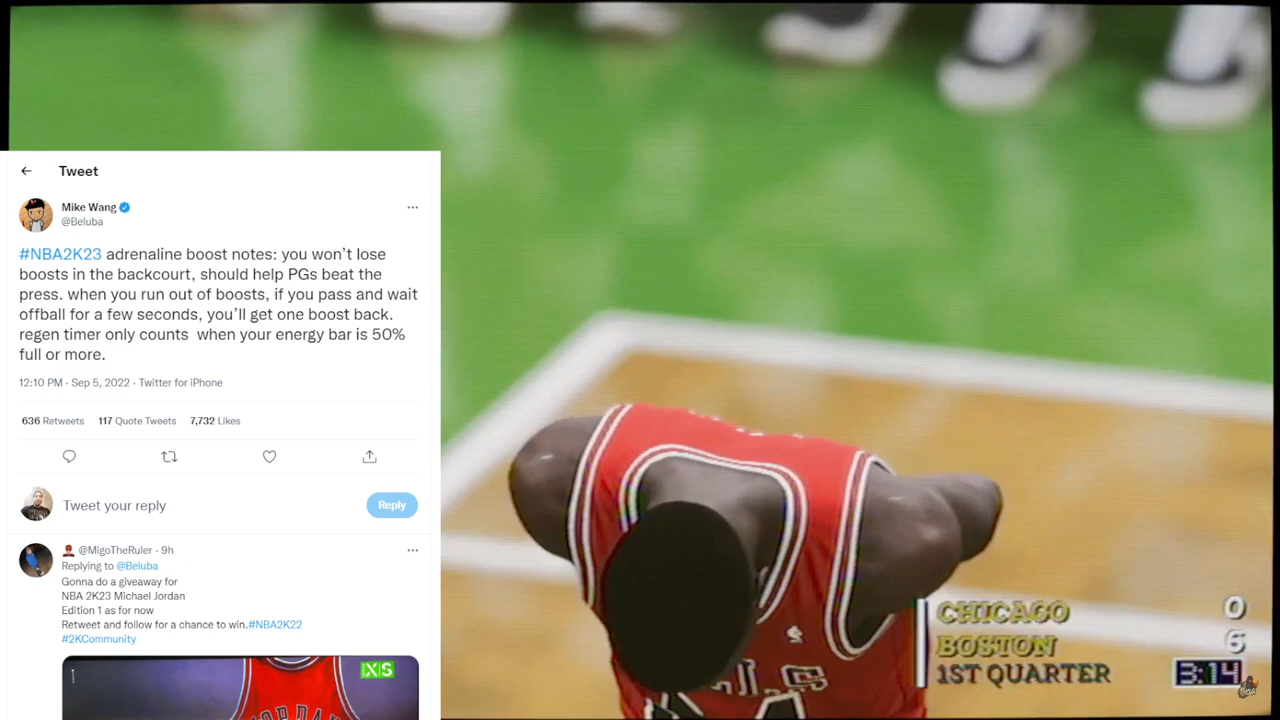 Tweet
Mike Wang
@Beluba
#NBA2K23 adrenaline boost notes: you won't lose
boosts in the backcourt, should help PGs beat the
press. when you run out of boosts, if you pass and wait
offball for a few seconds, you'll get one boost back.
regen timer only counts  when your energy bar is 50%
full or more.
12:10 PM · Sep 5, 2022 · Twitter for iPhone
636 Retweets 117 Quote Tweets 7,732 Likes
Tweet your reply
Reply
@MigoTheRuler · 9h
Replying to @Beluba
Gonna do a giveaway for
NBA 2K23 Michael Jordan
Edition 1 as for now
Retweet and follow for a chance to win.#NBA2K22
#2KCommunity
X|S
JORDAN
CHICAGO 0
BOSTON 6
1ST QUARTER 3:14